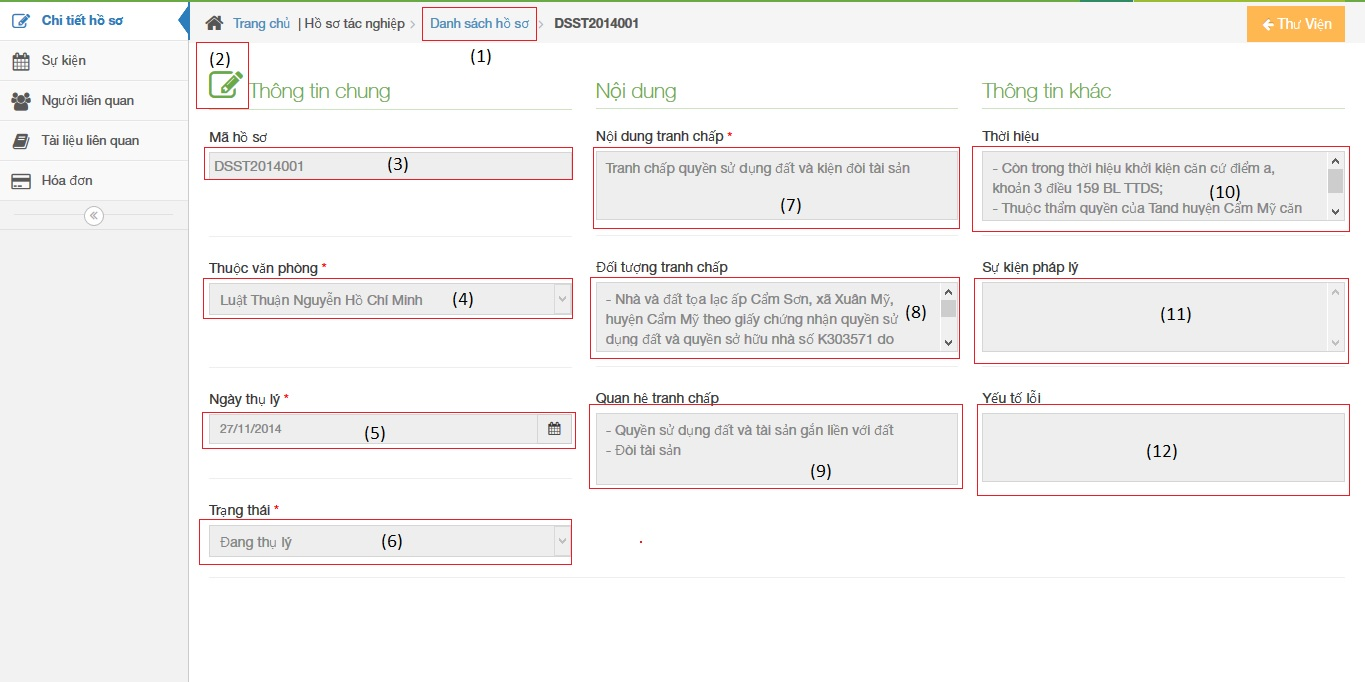 Chi tiết hồ sơ
Sự kiện
Người liên quan
Tài liệu liên quan
Hóa đơn
Trang chủ | Hồ sơ tác nghiệp > Danh sách hồ sơ > DSST2014001
Thư Viện
(1)
(2)
Thông tin chung
Mã hồ sơ
DSST2014001
(3)
Thuộc văn phòng *
Luật Thuận Nguyễn Hồ Chí Minh
(4)
Ngày thụ lý *
27/11/2014
(5)
Trạng thái *
Đang thụ lý
(6)
Nội dung
Nội dung tranh chấp *
Tranh chấp quyền sử dụng đất và kiện đòi tài sản
(7)
Đối tượng tranh chấp
- Nhà và đất tọa lạc ấp Cẩm Sơn, xã Xuân Mỹ,
huyện Cẩm Mỹ theo giấy chứng nhận quyền sử
dụng đất và quyền sở hữu nhà số K303571 do
(8)
Quan hệ tranh chấp
- Quyền sử dụng đất và tài sản gắn liền với đất
- Đòi tài sản
(9)
Thông tin khác
Thời hiệu
- Còn trong thời hiệu khởi kiện căn cứ điểm a,
khoản 3 điều 159 BL TTDS;
- Thuộc thẩm quyền của Tand huyện Cẩm Mỹ căn
(10)
Sự kiện pháp lý
(11)
Yếu tố lỗi
(12)